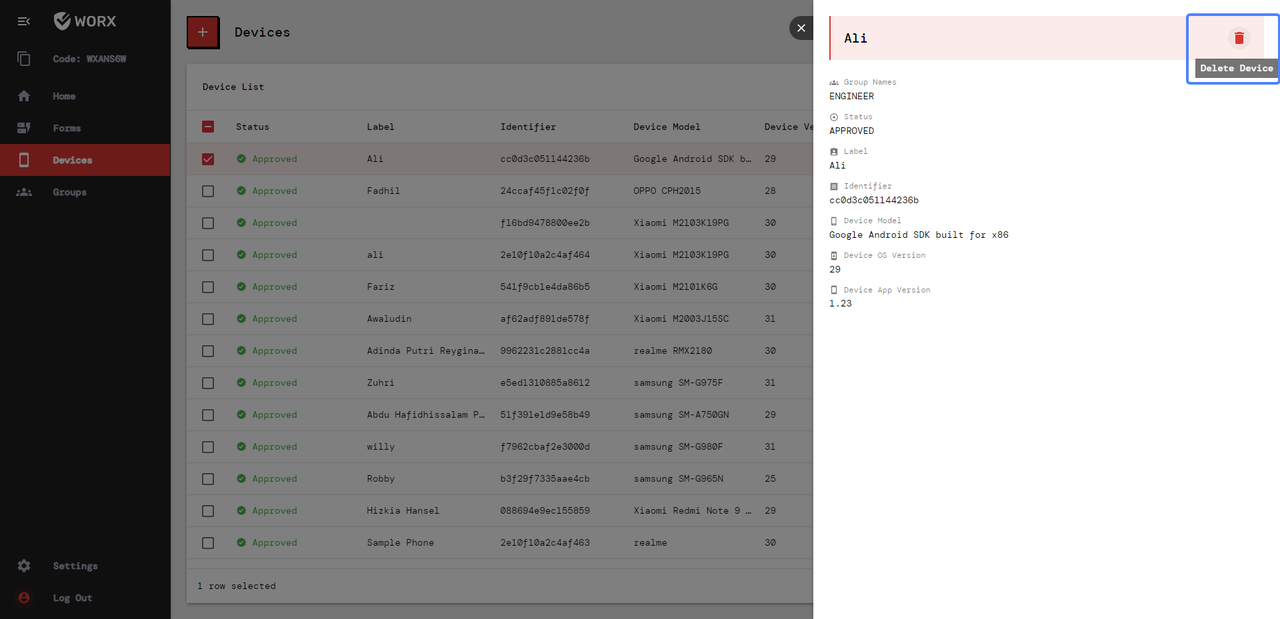 WORX
Code: WXANS6W
Home
Forms
Devices
Groups
Settings
Log Out
Devices
Device List
Status Label Identifier Device Model Device Ve
Approved Ali cc0d3c051144236b Google Android SDK b… 29
Approved Fadhil 24ccaf45f1c02f0f OPPO CPH2015 28
Approved f16bd9478800ee2b Xiaomi M2103K19PG 30
Approved ali 2e10f10a2c4af464 Xiaomi M2103K19PG 30
Approved Fariz 541f9cb1e4da86b5 Xiaomi M2101K6G 30
Approved Awaludin af62adf891de578f Xiaomi M2003J15SC 31
Approved Adinda Putri Reygina… 9962231c2881cc4a realme RMX2180 30
Approved Zuhri e5ed1310885a8612 samsung SM-G975F 31
Approved Abdu Hafidhissalam P… 51f391e1d9e58b49 samsung SM-A750GN 29
Approved willy f7962cbaf2e3000d samsung SM-G980F 31
Approved Robby b3f29f7335aae4cb samsung SM-G965N 25
Approved Hizkia Hansel 088694e9ec155859 Xiaomi Redmi Note 9 … 29
Approved Sample Phone 2e10f10a2c4af463 realme 30
1 row selected
Ali
Delete Device
Group Names
ENGINEER
Status
APPROVED
Label
Ali
Identifier
cc0d3c051144236b
Device Model
Google Android SDK built for x86
Device OS Version
29
Device App Version
1.23